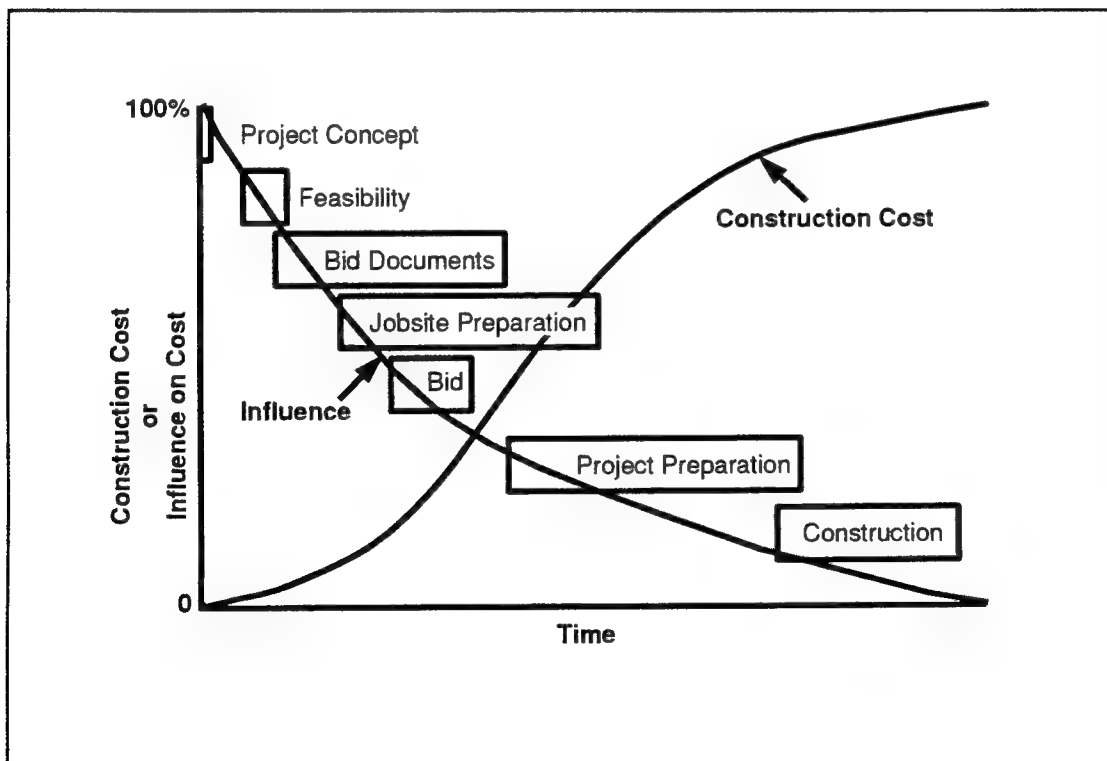 100%
Project Concept
Feasibility
Bid Documents
Construction Cost
Jobsite Preparation
Bid
Influence
Construction Cost
or
Influence on Cost
Project Preparation
Construction
0
Time